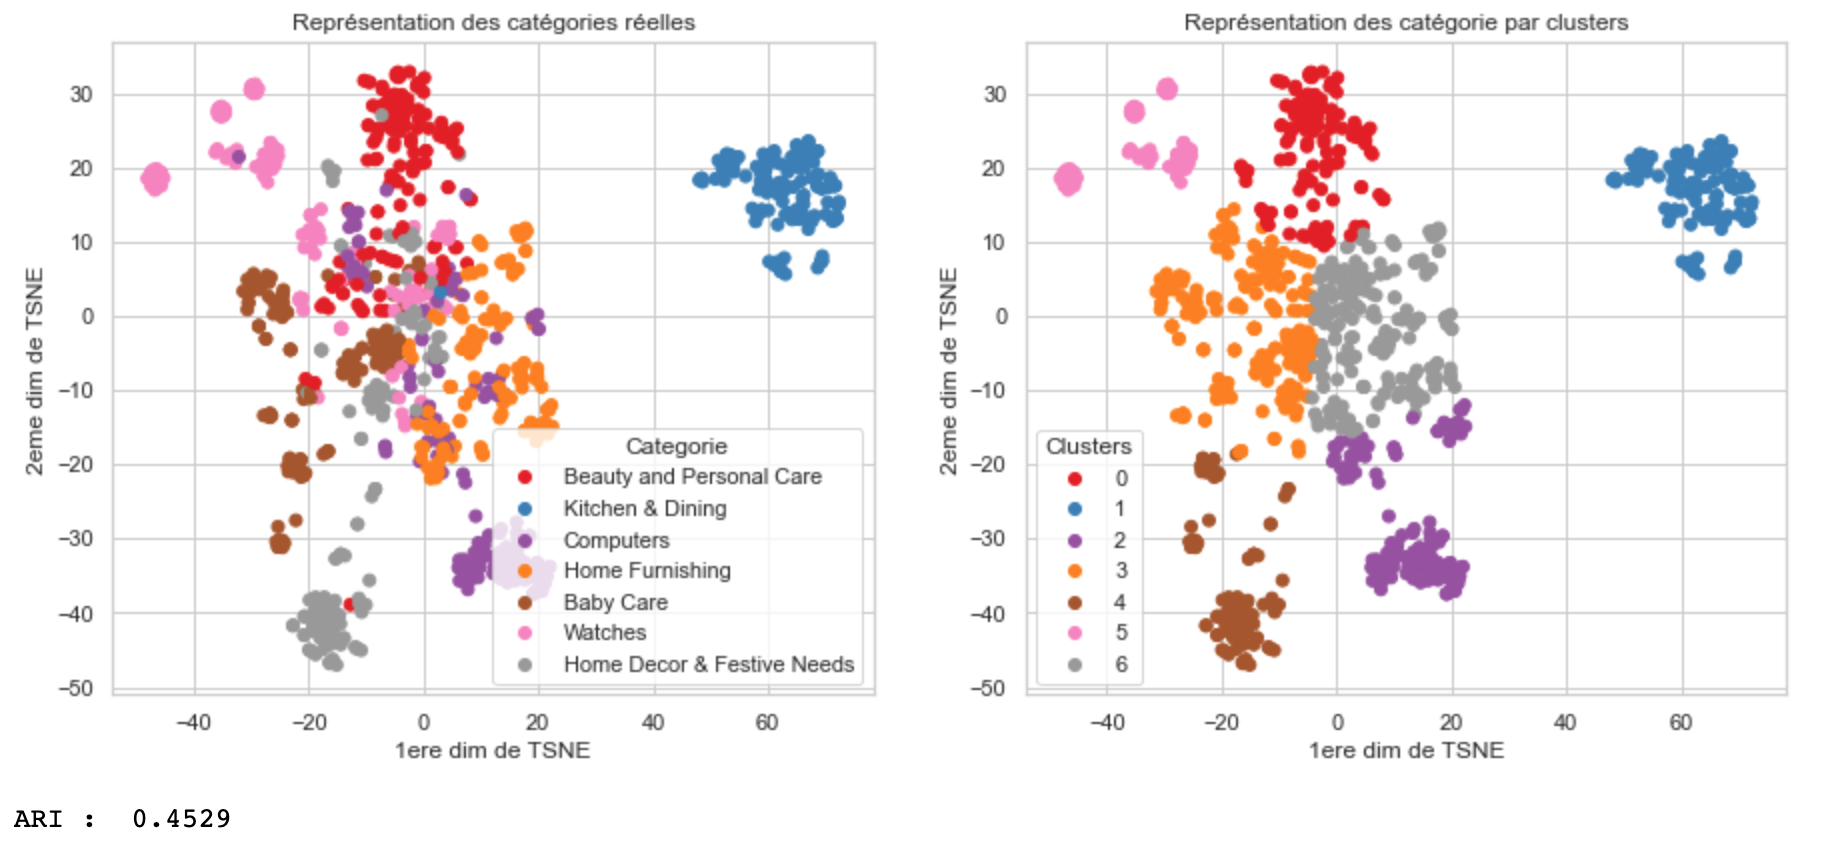 Représentation des catégories réelles
30
20
10
0
−10
−20
−30
−40
−50
2eme dim de TSNE
Categorie
Beauty and Personal Care
Kitchen & Dining
Computers
Home Furnishing
Baby Care
Watches
Home Decor & Festive Needs
−40 −20 0 20 40 60
1ere dim de TSNE
Représentation des catégorie par clusters
30
20
10
0
−10
−20
−30
−40
−50
2eme dim de TSNE
Clusters
0
1
2
3
4
5
6
−40 −20 0 20 40 60
1ere dim de TSNE
ARI : 0.4529